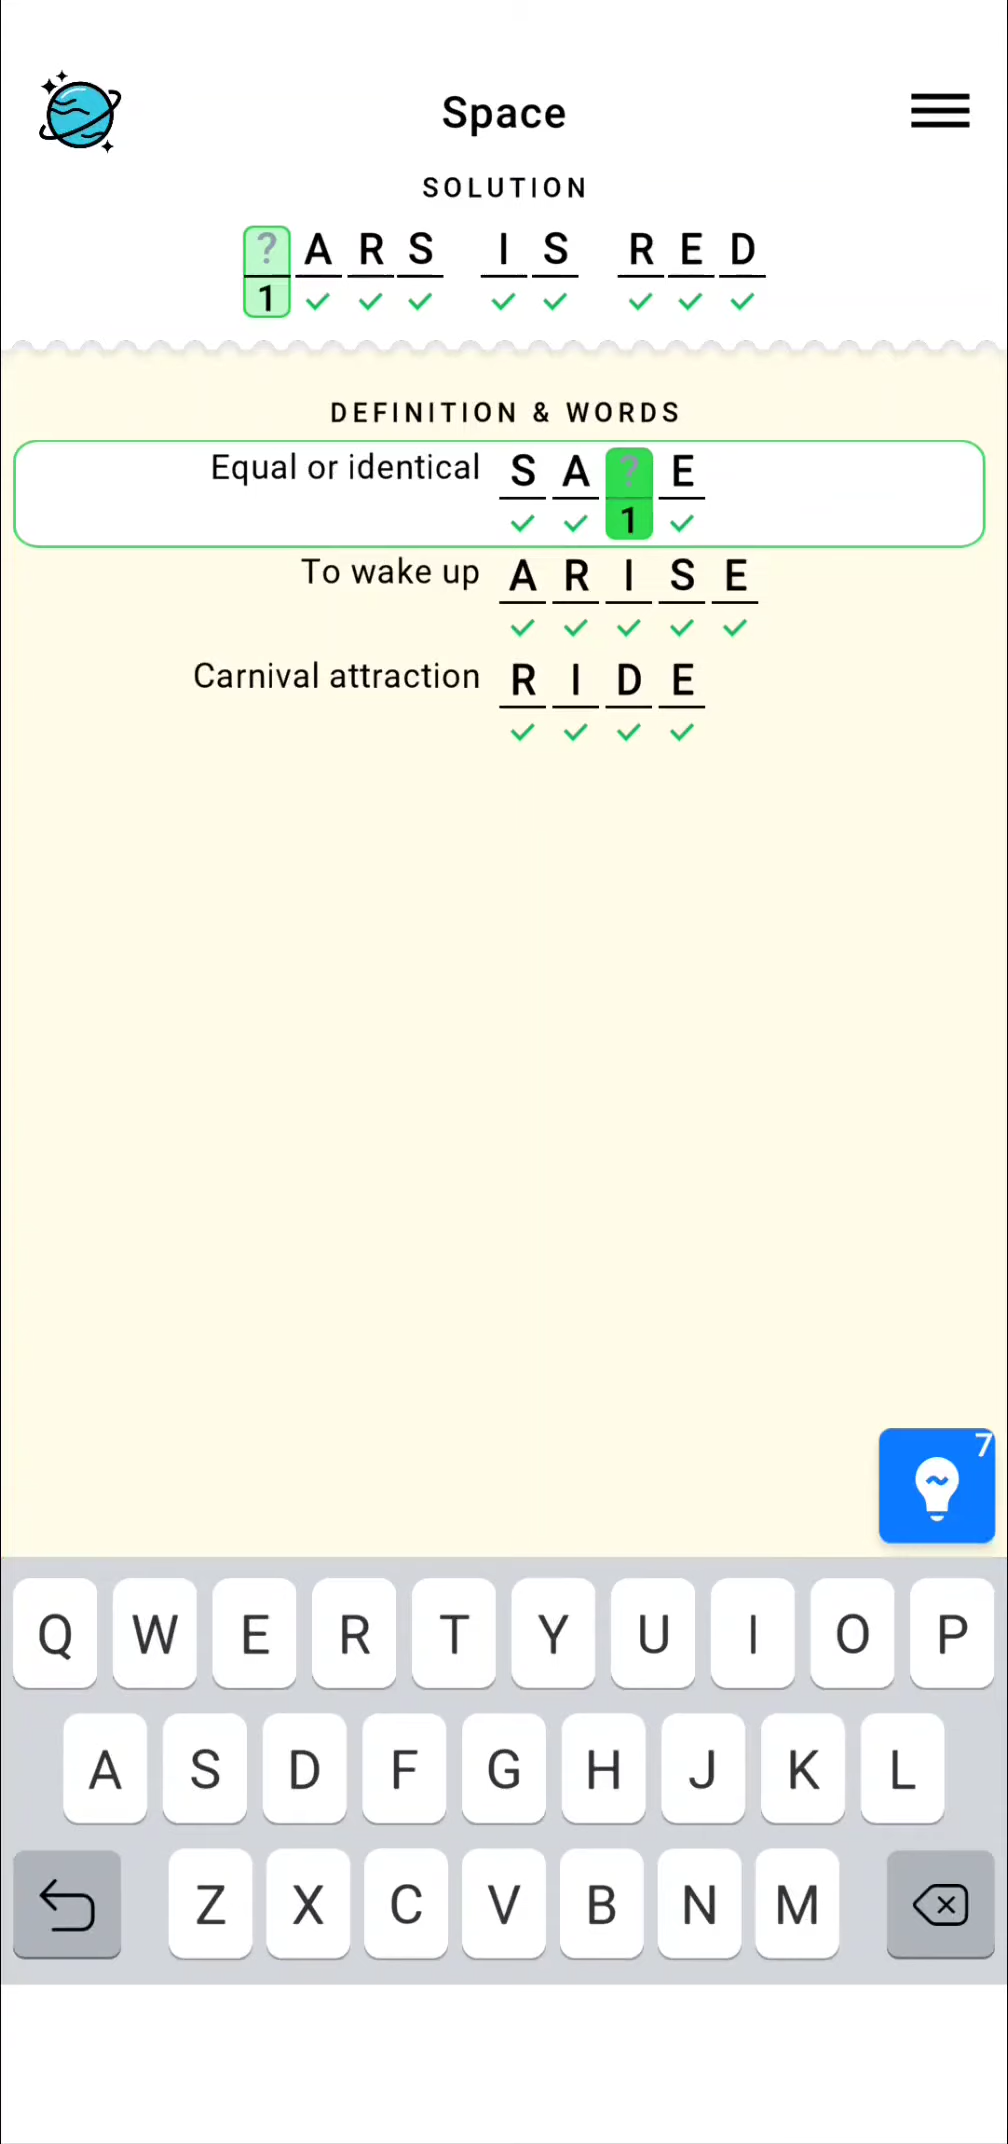 Space
SOLUTION
? A R S I S R E D
1
DEFINITION & WORDS
Equal or identical S A ? E
1
To wake up A R I S E
Carnival attraction R I D E
7
Q W E R T Y U I O P
A S D F G H J K L
Z X C V B N M